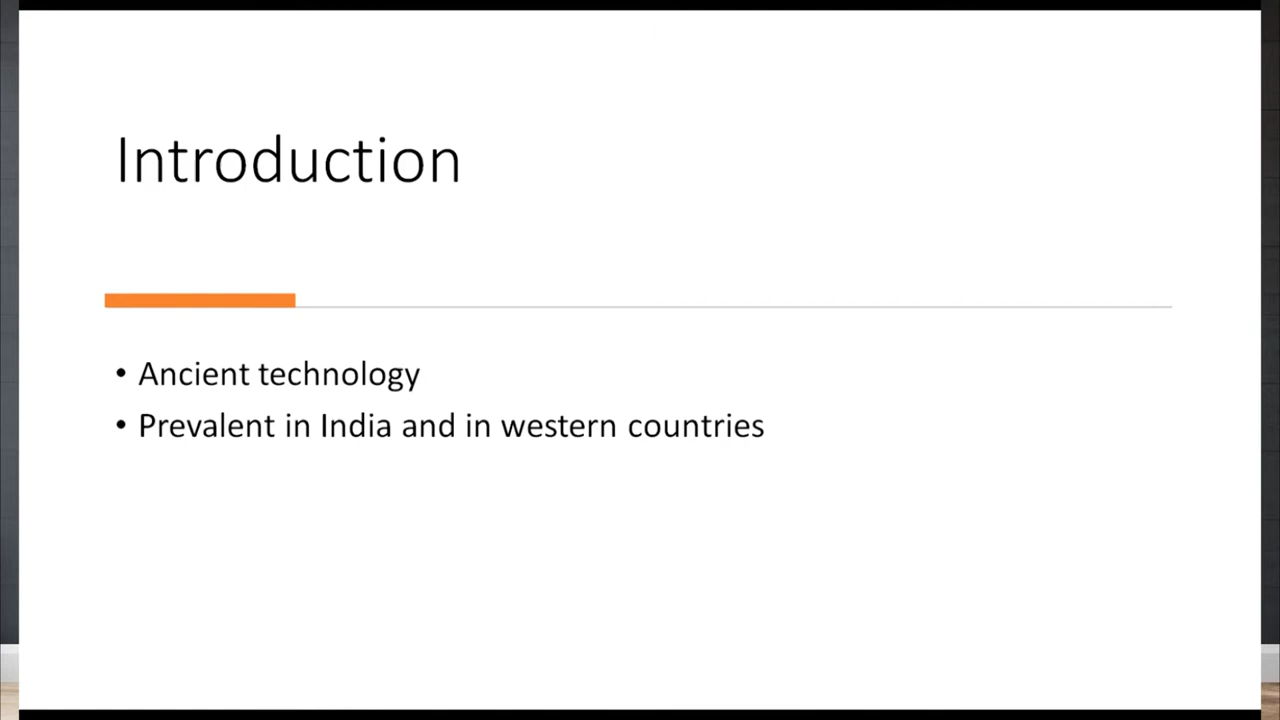 Introduction
• Ancient technology
• Prevalent in India and in western countries